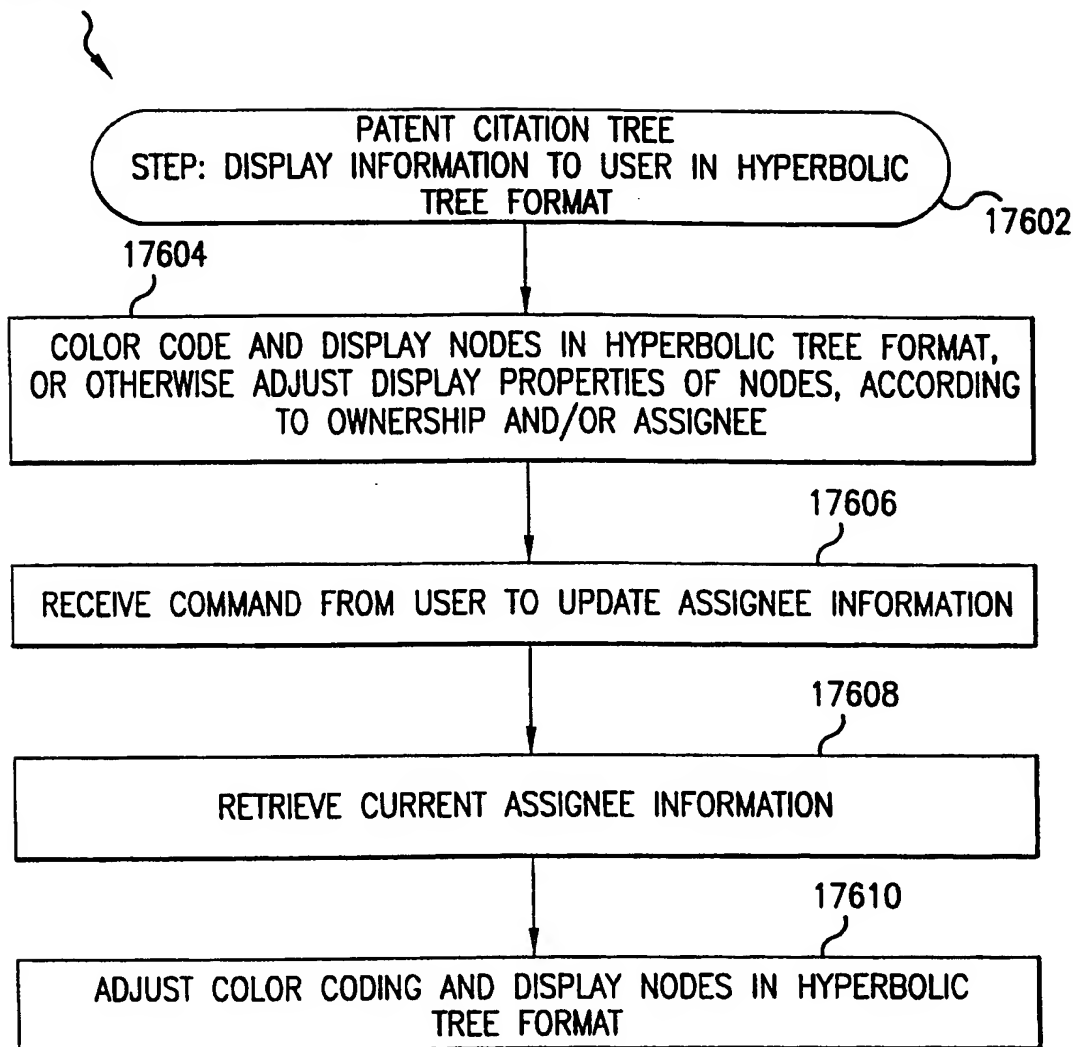 PATENT CITATION TREE
STEP: DISPLAY INFORMATION TO USER IN HYPERBOLIC
TREE FORMAT
17602
17604
COLOR CODE AND DISPLAY NODES IN HYPERBOLIC TREE FORMAT,
OR OTHERWISE ADJUST DISPLAY PROPERTIES OF NODES, ACCORDING
TO OWNERSHIP AND/OR ASSIGNEE
17606
RECEIVE COMMAND FROM USER TO UPDATE ASSIGNEE INFORMATION
17608
RETRIEVE CURRENT ASSIGNEE INFORMATION
17610
ADJUST COLOR CODING AND DISPLAY NODES IN HYPERBOLIC
TREE FORMAT